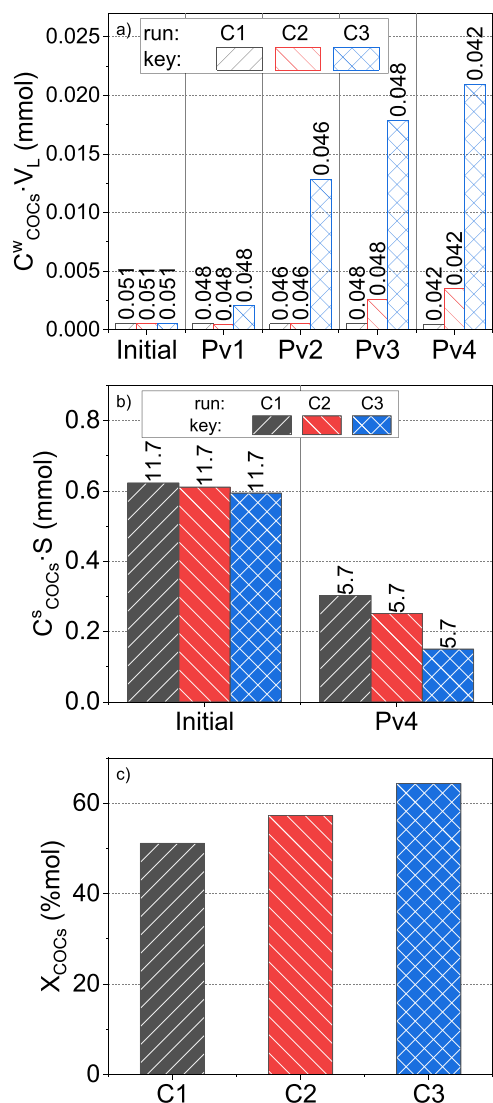 a)
run: C1 C2 C3
key:
C^w_COCs·V_L (mmol)
0.025
0.020
0.015
0.010
0.005
0.000
0.051 0.051 0.051
0.048 0.048 0.048
0.046 0.046 0.046
0.048 0.048 0.048
0.042 0.042 0.042
Initial Pv1 Pv2 Pv3 Pv4
b)
run: C1 C2 C3
key:
C^s_COCs·S (mmol)
0.8
0.6
0.4
0.2
0.0
11.7 11.7 11.7
5.7 5.7 5.7
Initial Pv4
c)
X_COCs (%mol)
60
40
20
0
C1 C2 C3